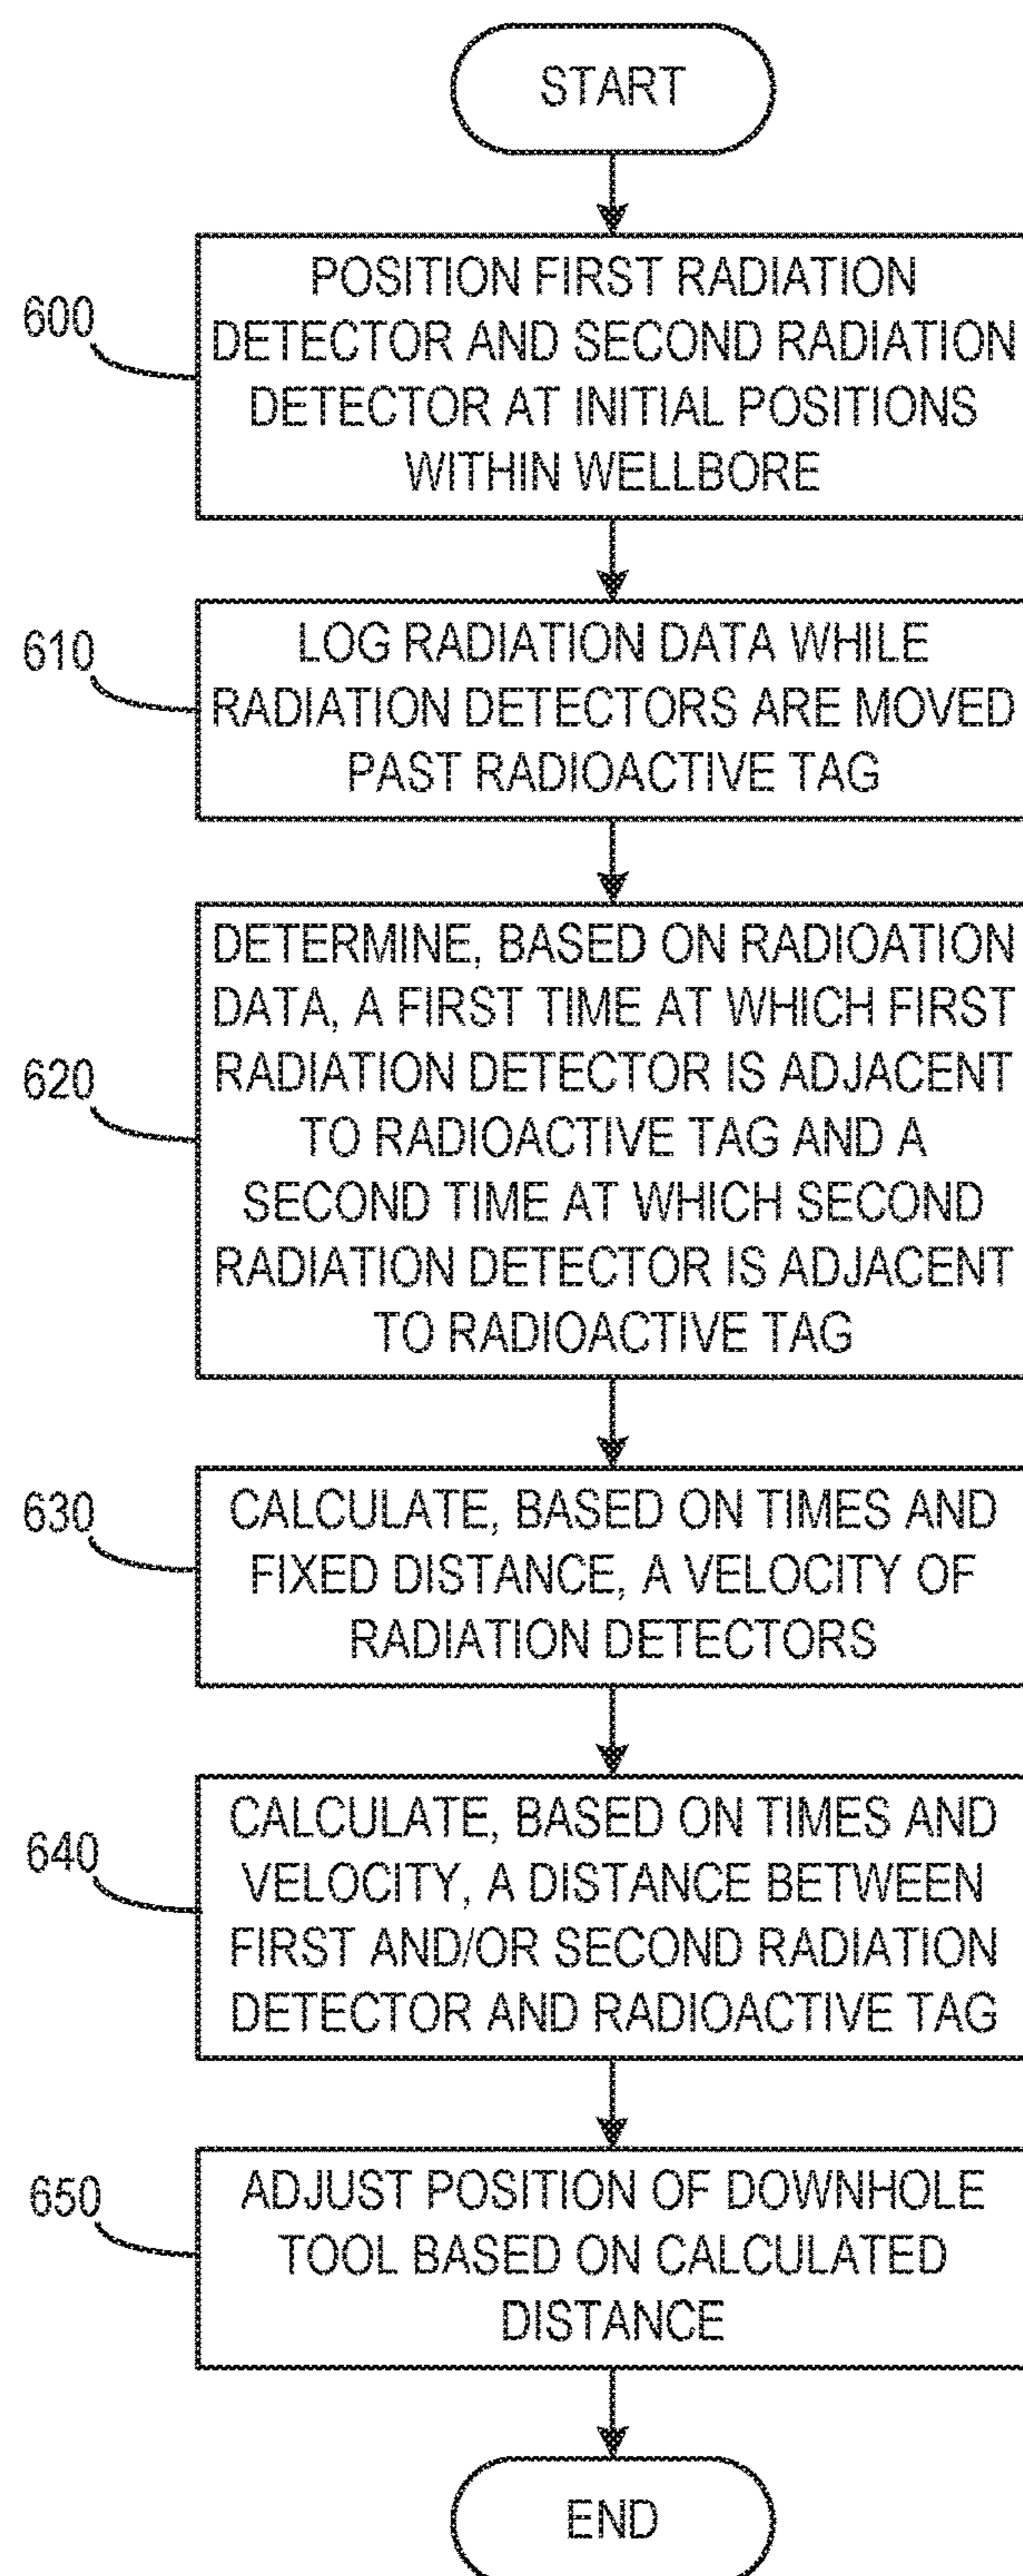 START
600
POSITION FIRST RADIATION
DETECTOR AND SECOND RADIATION
DETECTOR AT INITIAL POSITIONS
WITHIN WELLBORE
610
LOG RADIATION DATA WHILE
RADIATION DETECTORS ARE MOVED
PAST RADIOACTIVE TAG
620
DETERMINE, BASED ON RADIOATION
DATA, A FIRST TIME AT WHICH FIRST
RADIATION DETECTOR IS ADJACENT
TO RADIOACTIVE TAG AND A
SECOND TIME AT WHICH SECOND
RADIATION DETECTOR IS ADJACENT
TO RADIOACTIVE TAG
630
CALCULATE, BASED ON TIMES AND
FIXED DISTANCE, A VELOCITY OF
RADIATION DETECTORS
640
CALCULATE, BASED ON TIMES AND
VELOCITY, A DISTANCE BETWEEN
FIRST AND/OR SECOND RADIATION
DETECTOR AND RADIOACTIVE TAG
650
ADJUST POSITION OF DOWNHOLE
TOOL BASED ON CALCULATED
DISTANCE
END